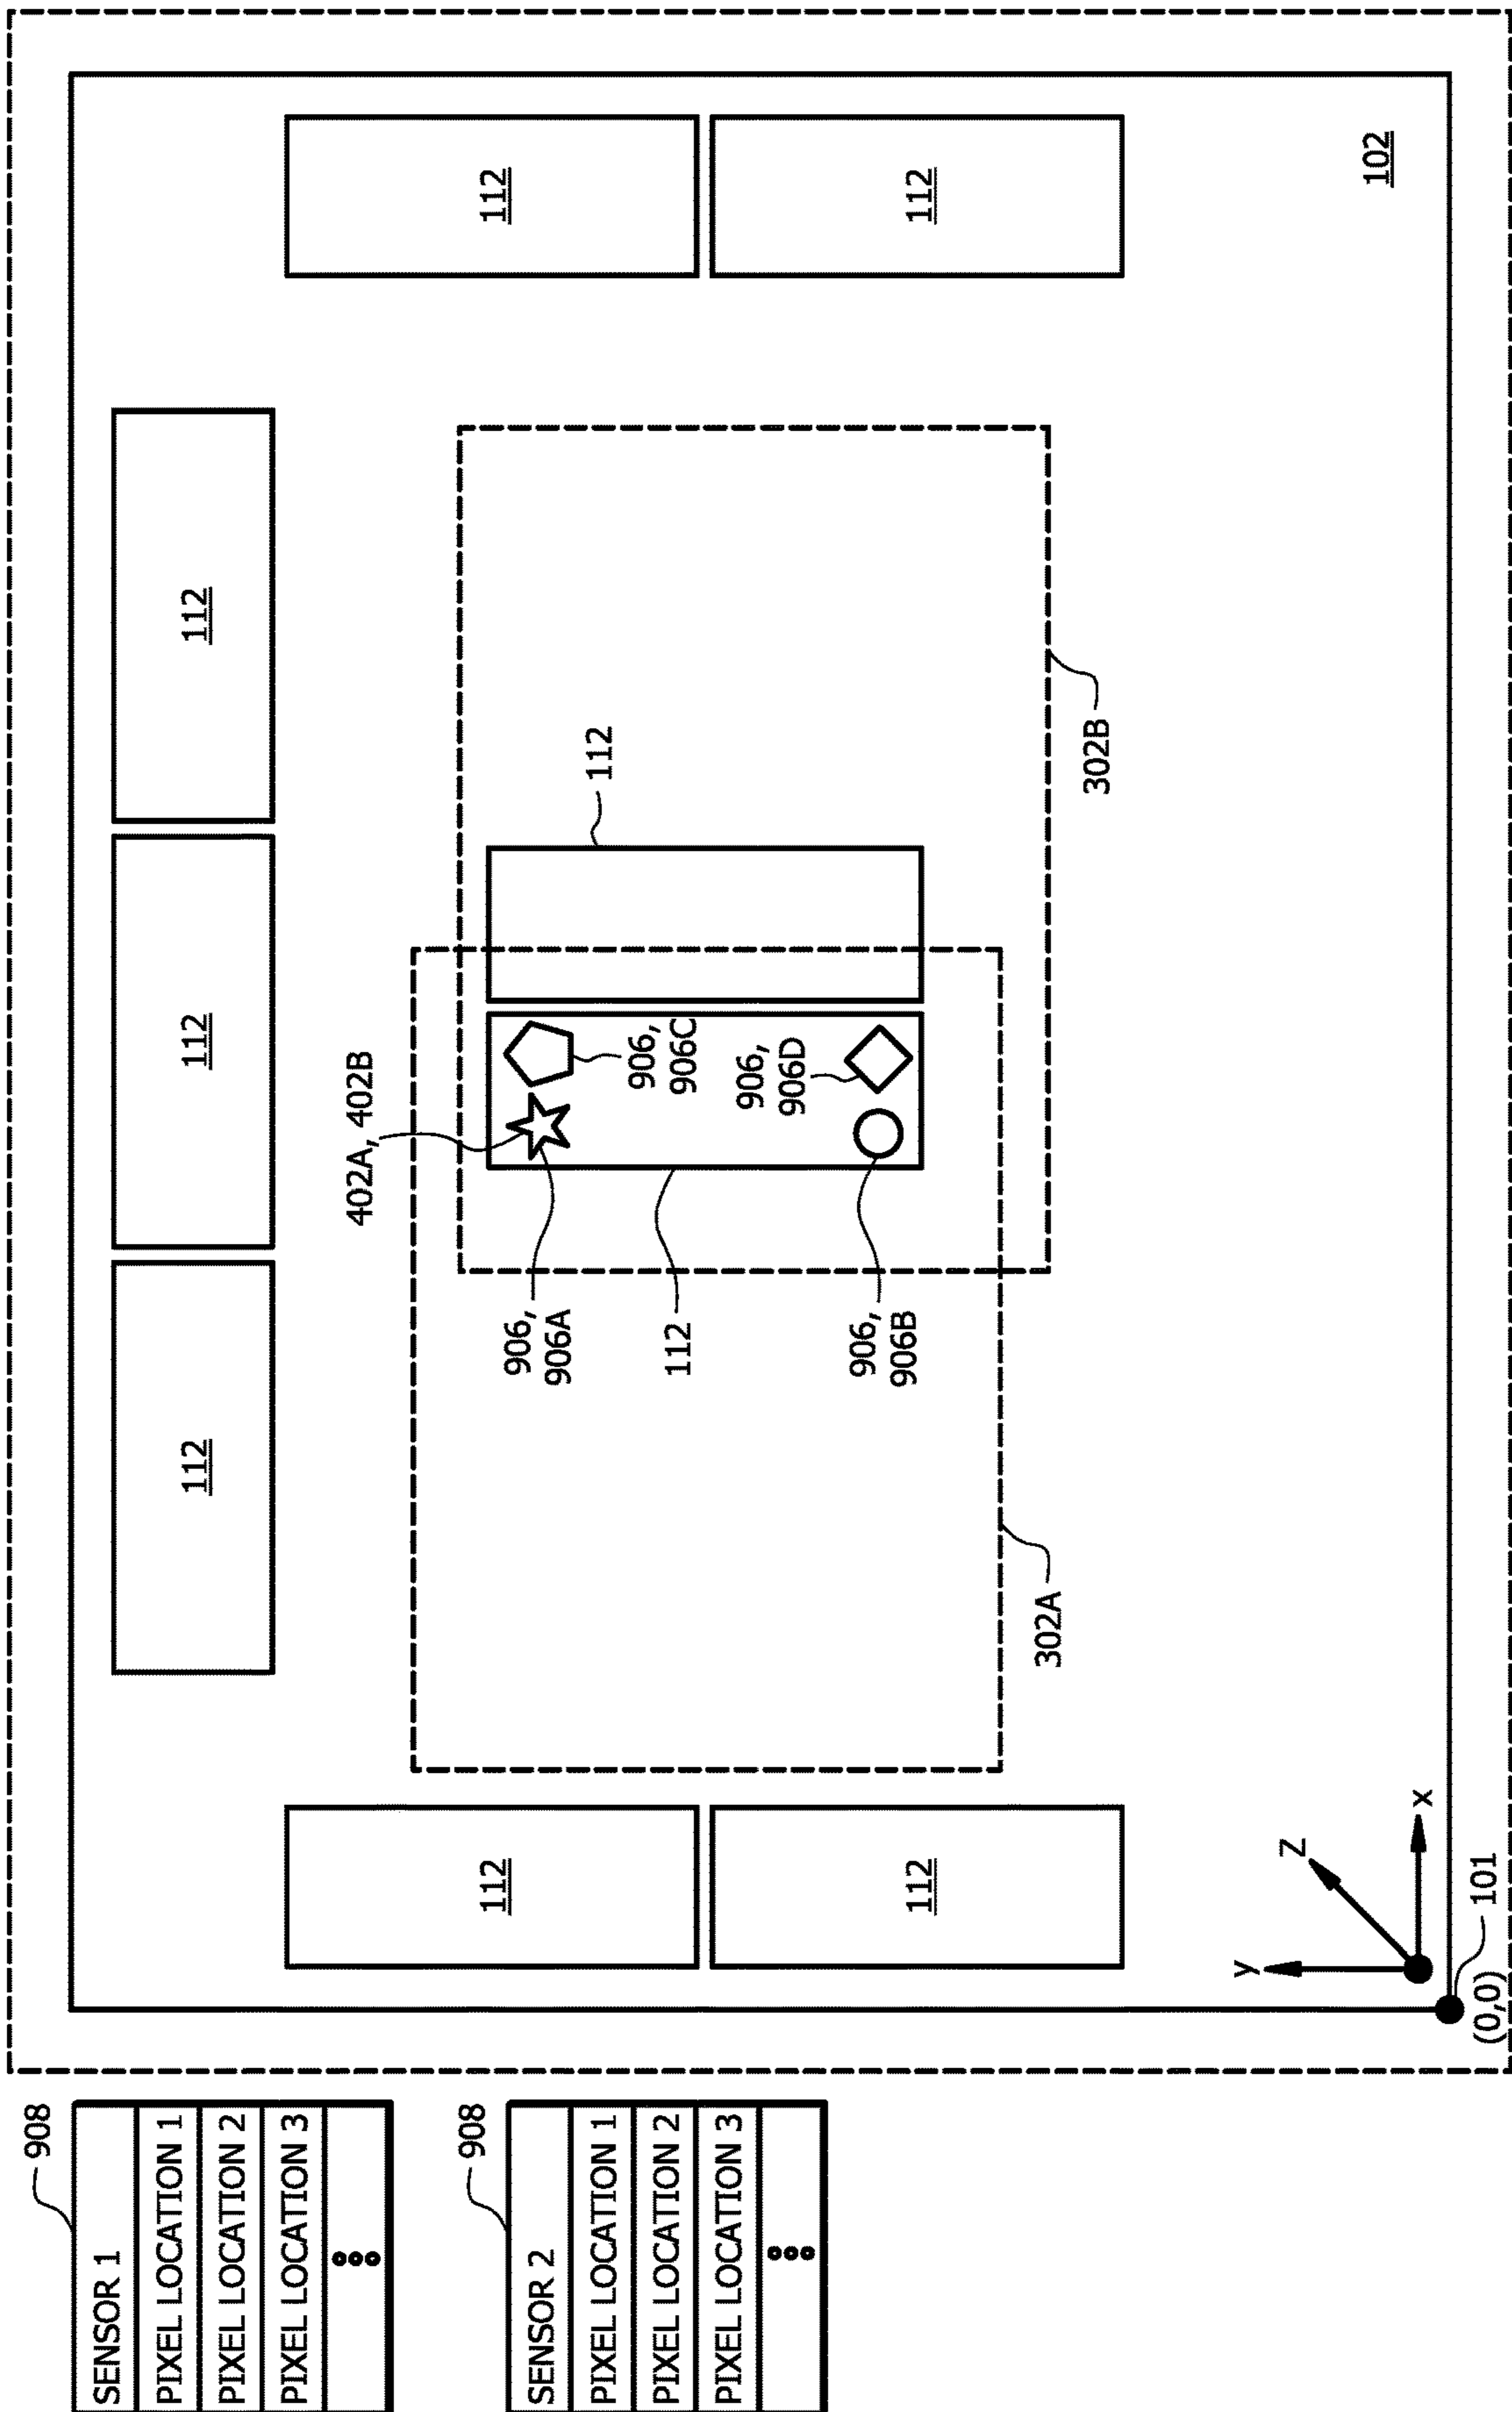 908
SENSOR 1
PIXEL LOCATION 1
PIXEL LOCATION 2
PIXEL LOCATION 3
908
SENSOR 2
PIXEL LOCATION 1
PIXEL LOCATION 2
PIXEL LOCATION 3
112
112
112
112
112
402A, 402B
906,
906A
112
906,
906B
906,
906C
906,
906D
112
302A
302B
112
112
102
y
Z
x
(0,0)
101